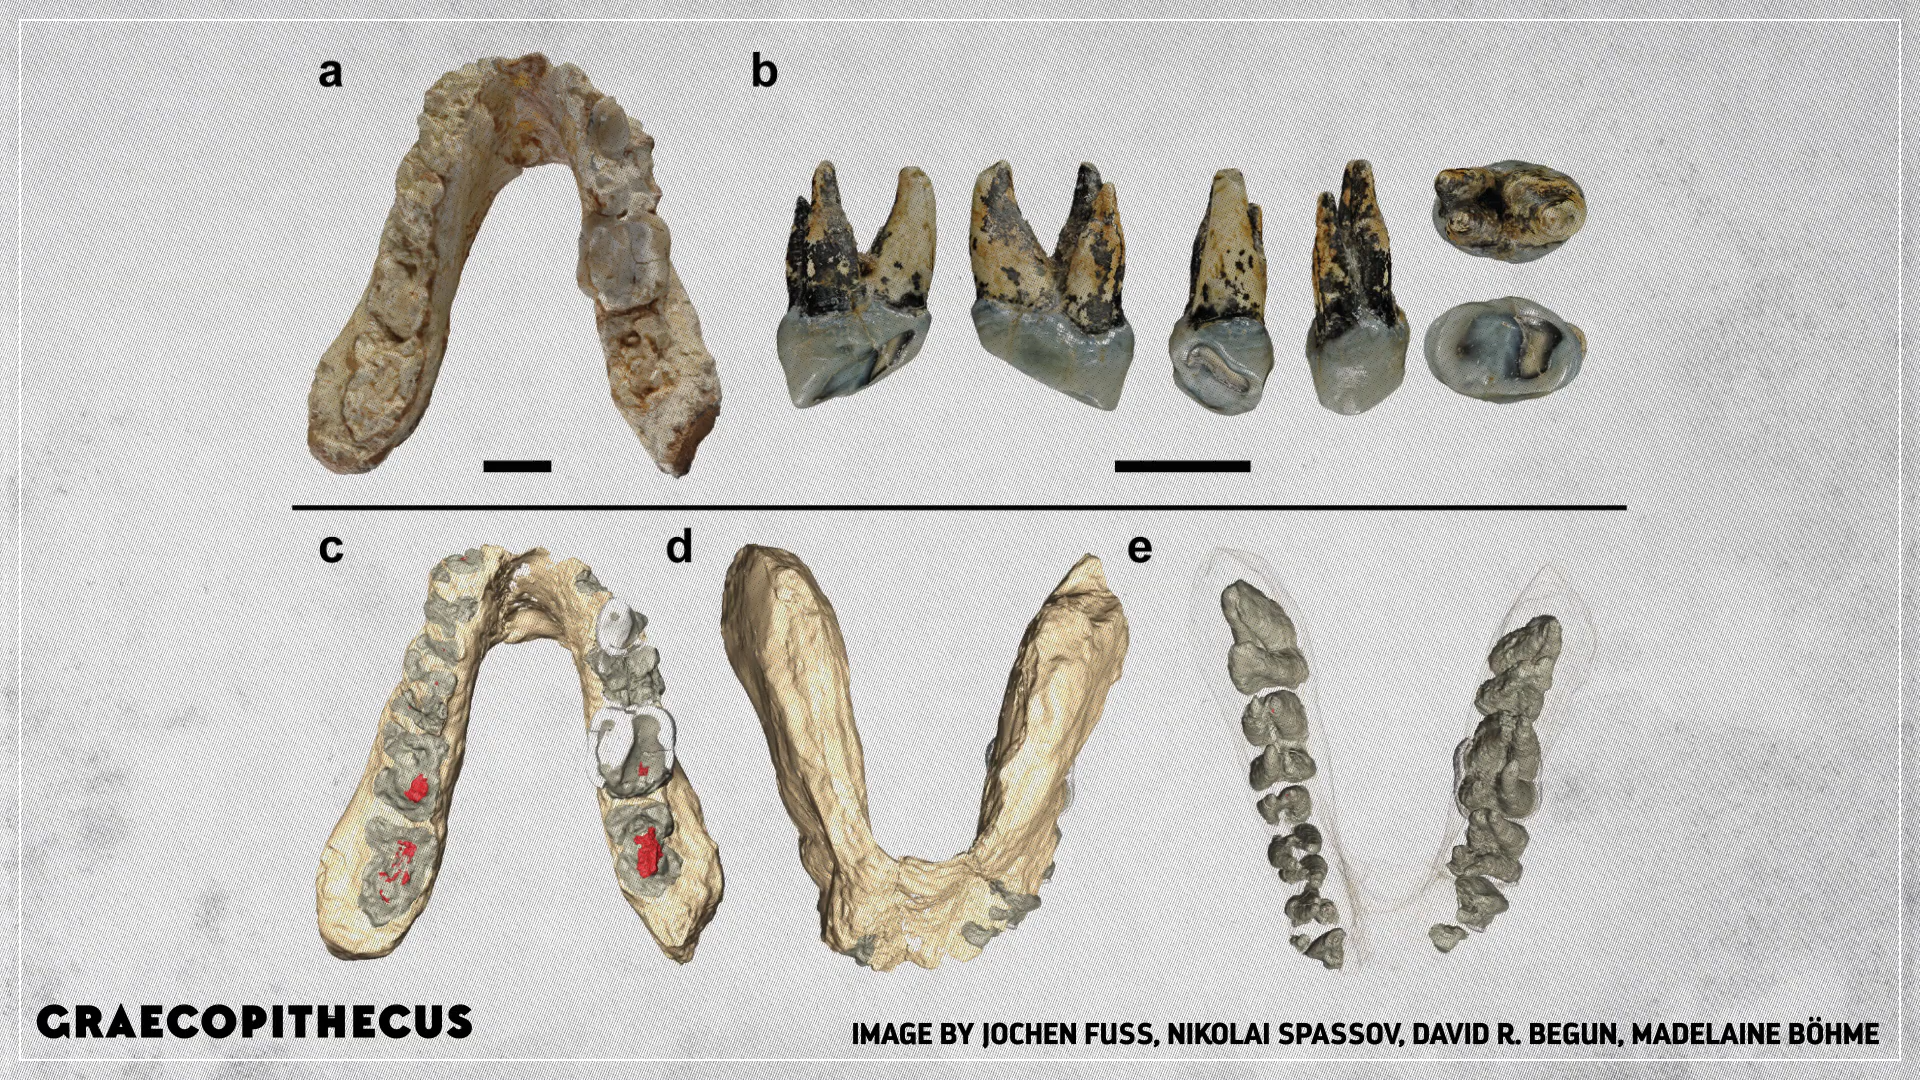 a
b
c
d
e
GRAECOPITHECUS
IMAGE BY JOCHEN FUSS, NIKOLAI SPASSOV, DAVID R. BEGUN, MADELAINE BÖHME